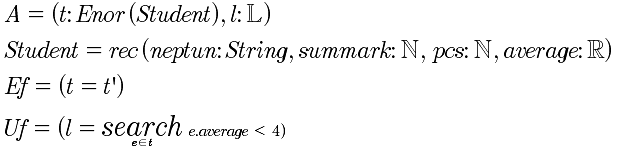 A = (t: Enor(Student), l: 𝕃)
Student = rec(neptun: String, summark: ℕ, pcs: ℕ, average: ℝ)
Ef = (t = t')
Uf = (l = search e∈t e.average < 4)